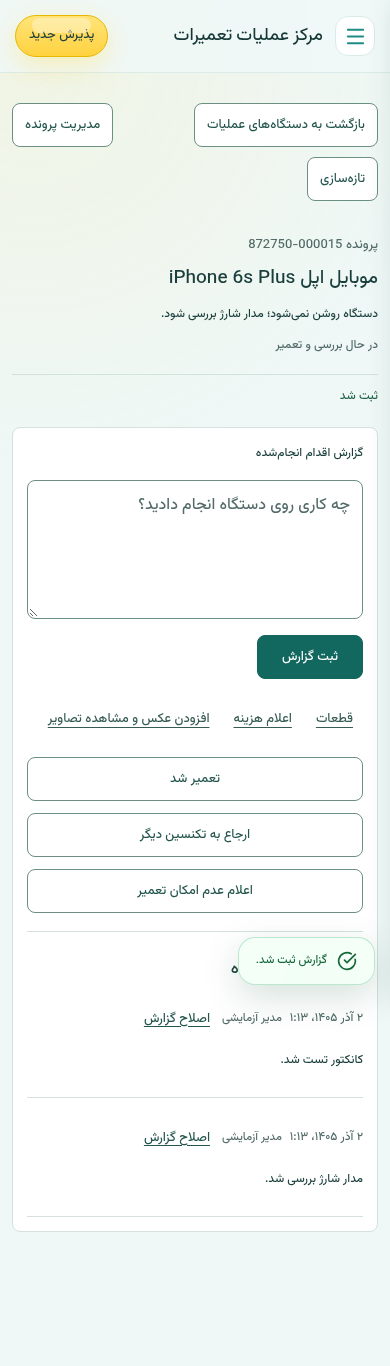 مرکز عملیات تعمیرات
پذیرش جدید
بازگشت به دستگاه‌های عملیات
مدیریت پرونده
تازه‌سازی
پرونده 000015-872750
موبایل اپل iPhone 6s Plus
دستگاه روشن نمی‌شود؛ مدار شارژ بررسی شود.
در حال بررسی و تعمیر
ثبت شد
گزارش اقدام انجام‌شده
چه کاری روی دستگاه انجام دادید؟
ثبت گزارش
قطعات
اعلام هزینه
افزودن عکس و مشاهده تصاویر
تعمیر شد
ارجاع به تکنسین دیگر
اعلام عدم امکان تعمیر
گزارش ثبت شد.
۲ آذر ۱۴۰۵، ۱:۱۳ مدیر آزمایشی اصلاح گزارش
کانکتور تست شد.
۲ آذر ۱۴۰۵، ۱:۱۳ مدیر آزمایشی اصلاح گزارش
مدار شارژ بررسی شد.